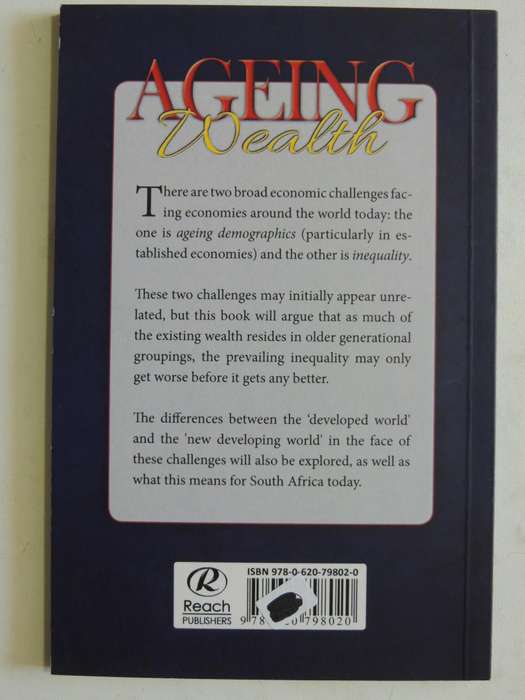 AGEING
Wealth
There are two broad economic challenges fac-
ing economies around the world today: the
one is ageing demographics (particularly in es-
tablished economies) and the other is inequality.
These two challenges may initially appear unre-
lated, but this book will argue that as much of
the existing wealth resides in older generational
groupings, the prevailing inequality may only
get worse before it gets any better.
The differences between the 'developed world'
and the 'new developing world' in the face of
these challenges will also be explored, as well as
what this means for South Africa today.
ISBN 978-0-620-79802-0
R
Reach
PUBLISHERS
9 78 20 798020